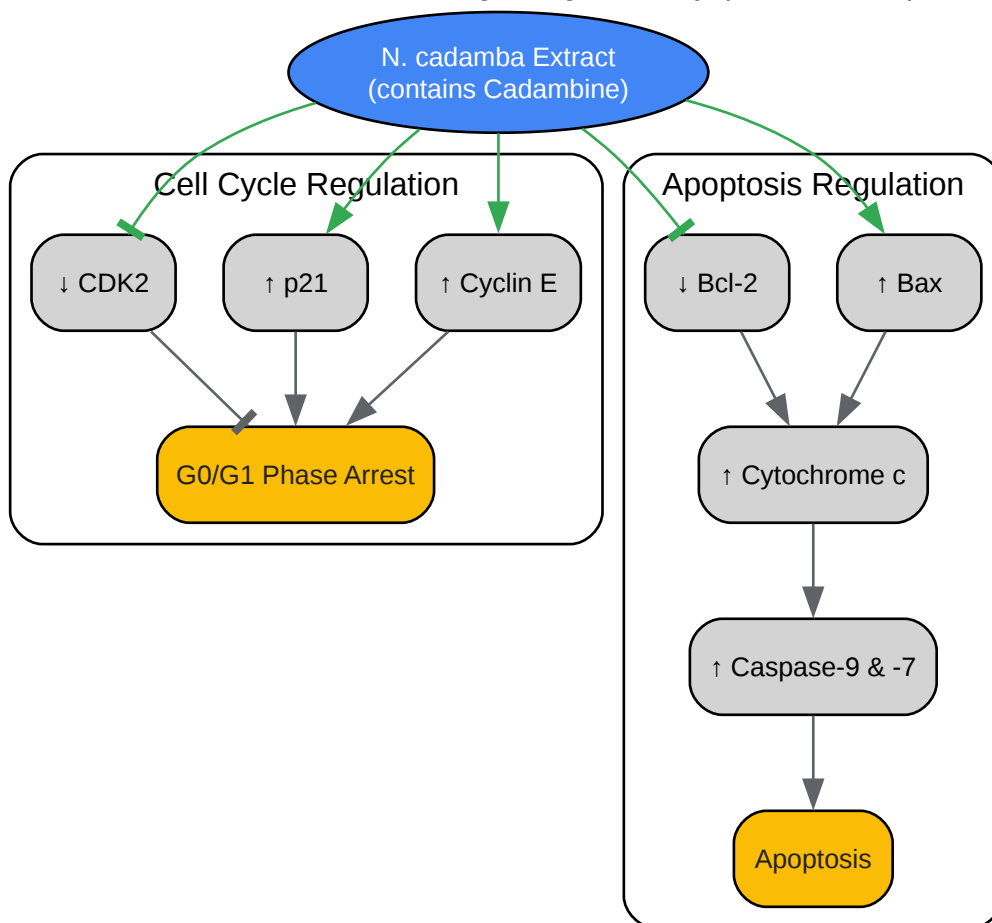 N. cadamba Extract
(contains Cadambine)
Cell Cycle Regulation
Apoptosis Regulation
↓ CDK2
↑ p21
↑ Cyclin E
↓ Bcl-2
↑ Bax
G0/G1 Phase Arrest
↑ Cytochrome c
↑ Caspase-9 & -7
Apoptosis